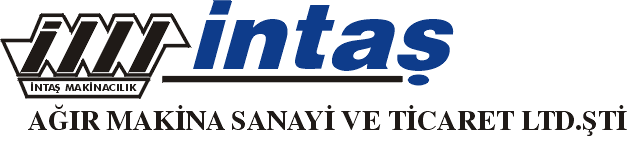 intaş
İNTAŞ MAKİNACILIK
AĞIR MAKİNA SANAYİ VE TİCARET LTD.ŞTİ